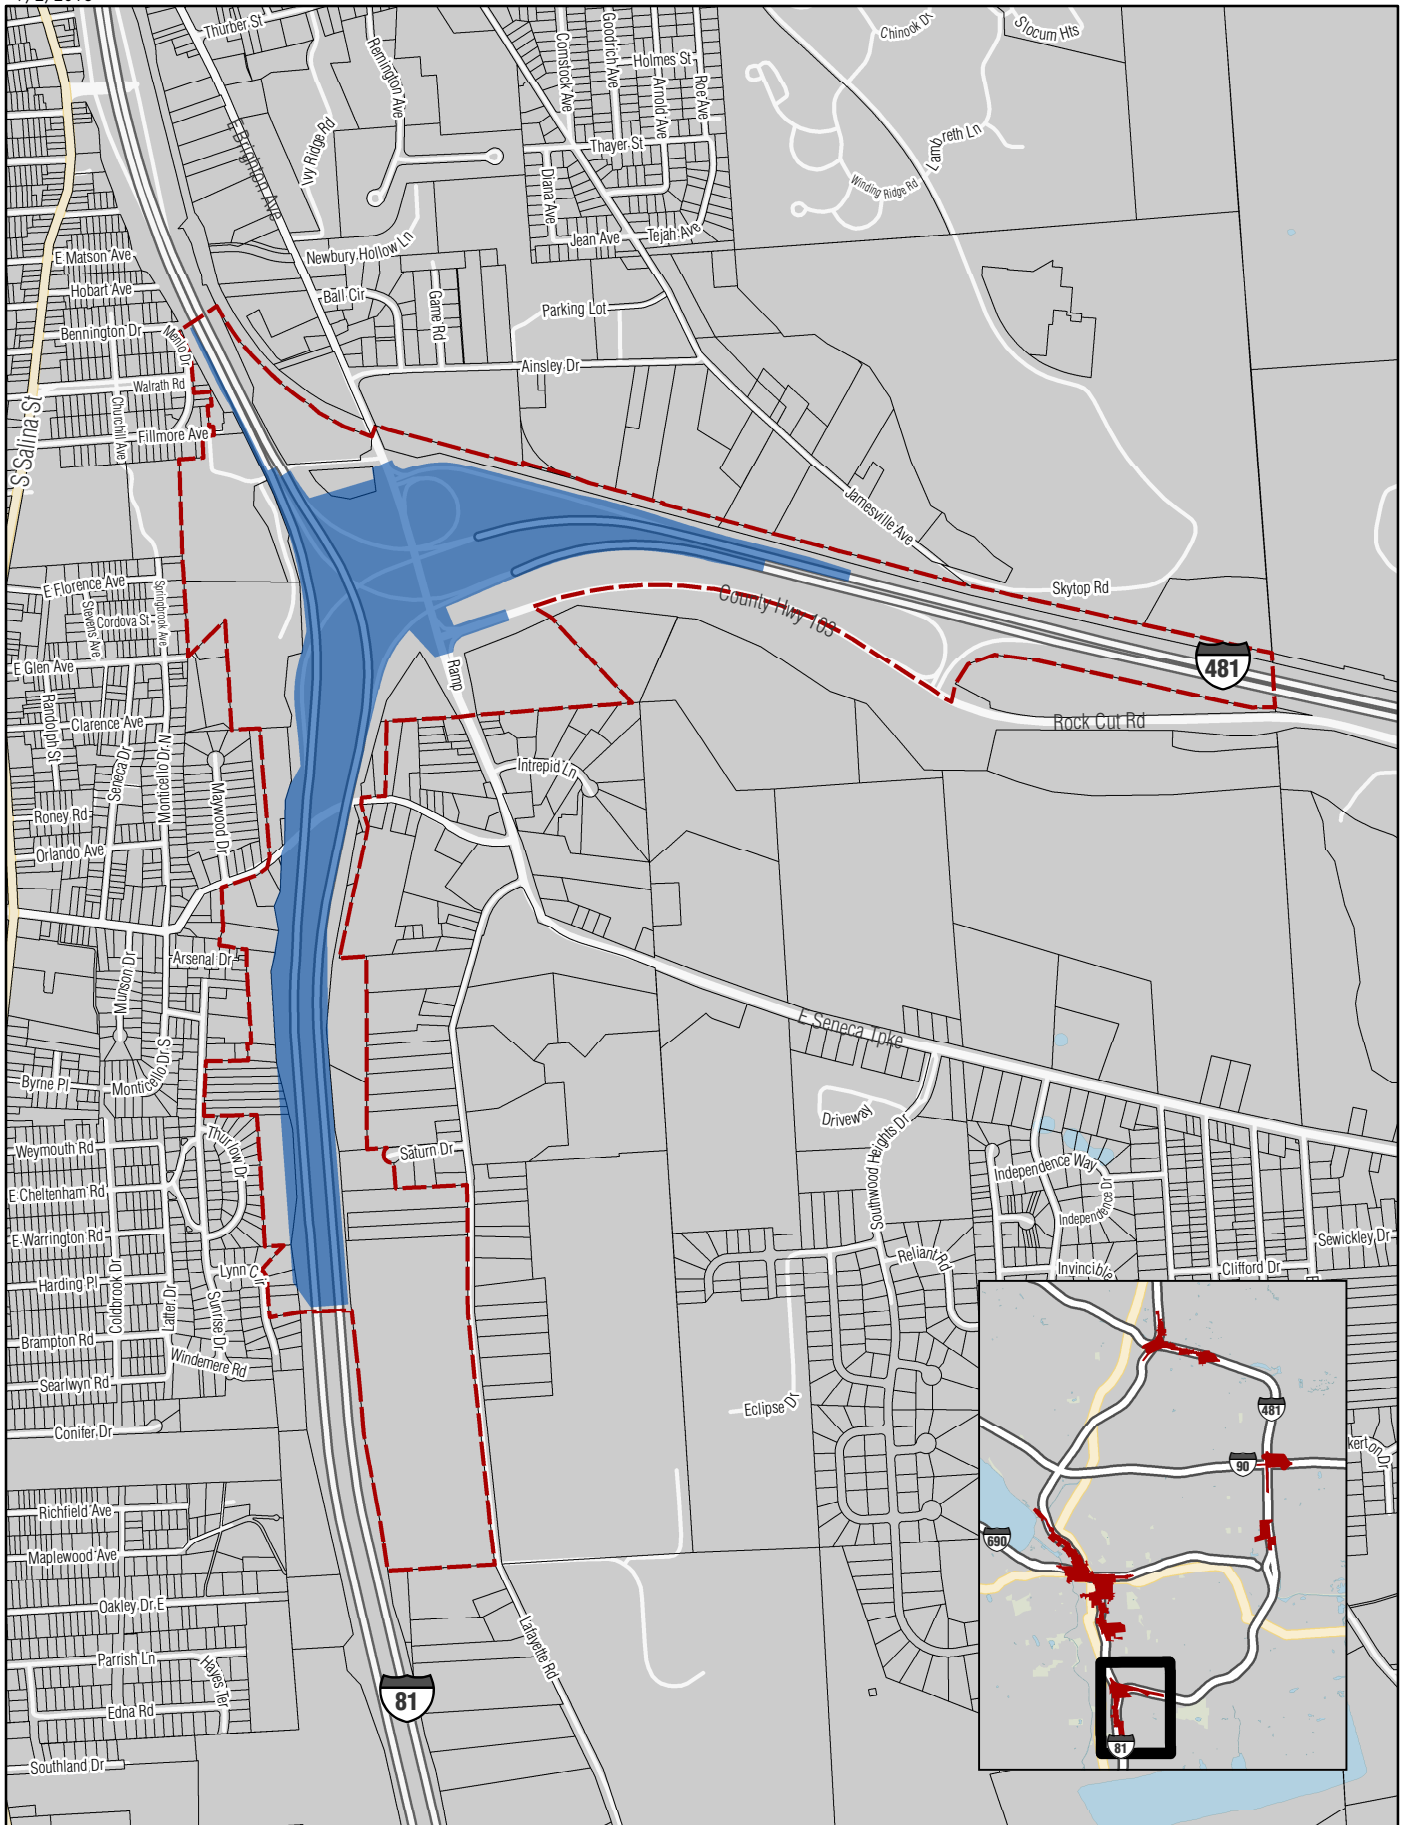 Thurber St
Remington Ave
Comstock Ave
Goodrich Ave
Holmes St
Arnold Ave
Roe Ave
Chinook Dr
Slocum Hts
E Brighton Ave
Ivy Ridge Rd
Thayer St
Lambreth Ln
Diana Ave
Winding Ridge Rd
Jean Ave
Tejah Ave
E Matson Ave
Newbury Hollow Ln
Hobart Ave
Ball Cir
Game Rd
Parking Lot
Bennington Dr
Menlo Dr
Ainsley Dr
Walrath Rd
Churchill Ave
S Salina St
Fillmore Ave
Jamesville Ave
E Florence Ave
Stevens Ave
Cordova St
Springbrook Ave
Skytop Rd
County Hwy 103
E Glen Ave
Ramp
481
Randolph St
Clarence Ave
Rock Cut Rd
Seneca Dr
Monticello Dr N
Maywood Dr
Intrepid Ln
Roney Rd
Orlando Ave
Munson Dr
Arsenal Dr
E Seneca Tpke
Byrne Pl
Monticello Dr S
Driveway
Weymouth Rd
Thurlow Dr
Saturn Dr
Southwood Heights Dr
Independence Way
E Cheltenham Rd
Independence Dr
E Warrington Rd
Sewickley Dr
Harding Pl
Coldbrook Dr
Lynn Cir
Reliant Rd
Invincible
Clifford Dr
Latter Dr
Sunrise Dr
Brampton Rd
Windemere Rd
Searlwyn Rd
Eclipse Dr
Conifer Dr
481
kerton Dr
90
Richfield Ave
690
Maplewood Ave
Oakley Dr E
Lafayette Rd
Parrish Ln
Hayes Ter
81
Edna Rd
81
Southland Dr